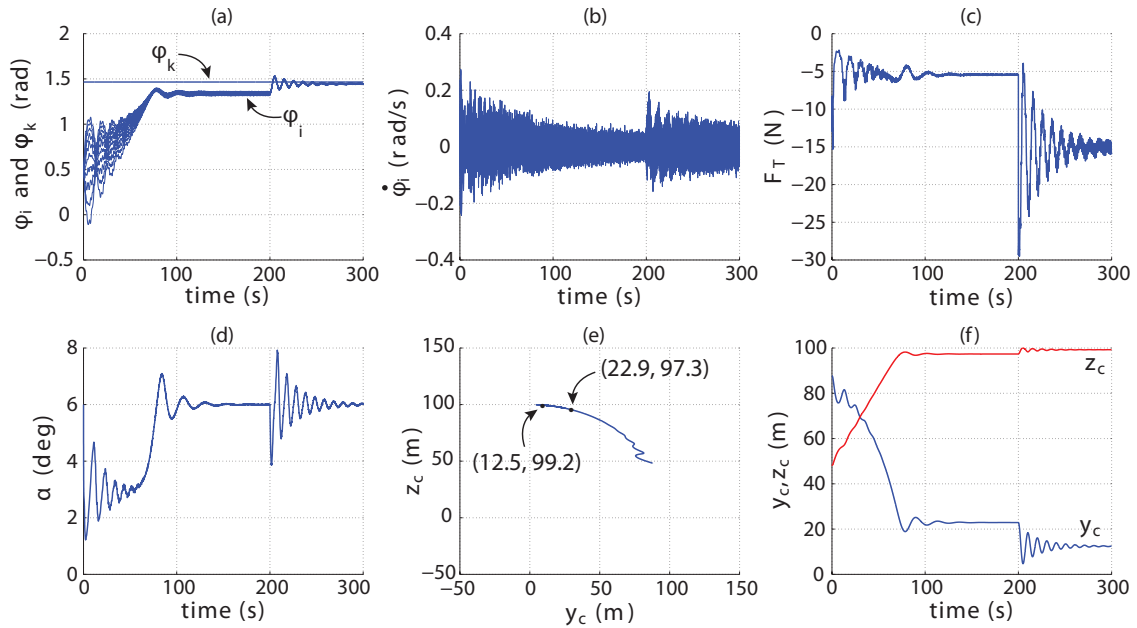 (a)
φi and φk (rad)
2
1.5
1
0.5
0
−0.5
φk
φi
0
100
200
300
time (s)
(b)
φ̇i (rad/s)
0.4
0.2
0
−0.2
−0.4
0
100
200
300
time (s)
(c)
FT (N)
0
−5
−10
−15
−20
−25
−30
0
100
200
300
time (s)
(d)
α (deg)
8
6
4
2
0
0
100
200
300
time (s)
(e)
zc (m)
150
100
50
0
−50
(22.9, 97.3)
(12.5, 99.2)
−50
0
50
100
150
yc (m)
(f)
yc,zc (m)
100
80
60
40
20
0
zc
yc
0
100
200
300
time (s)